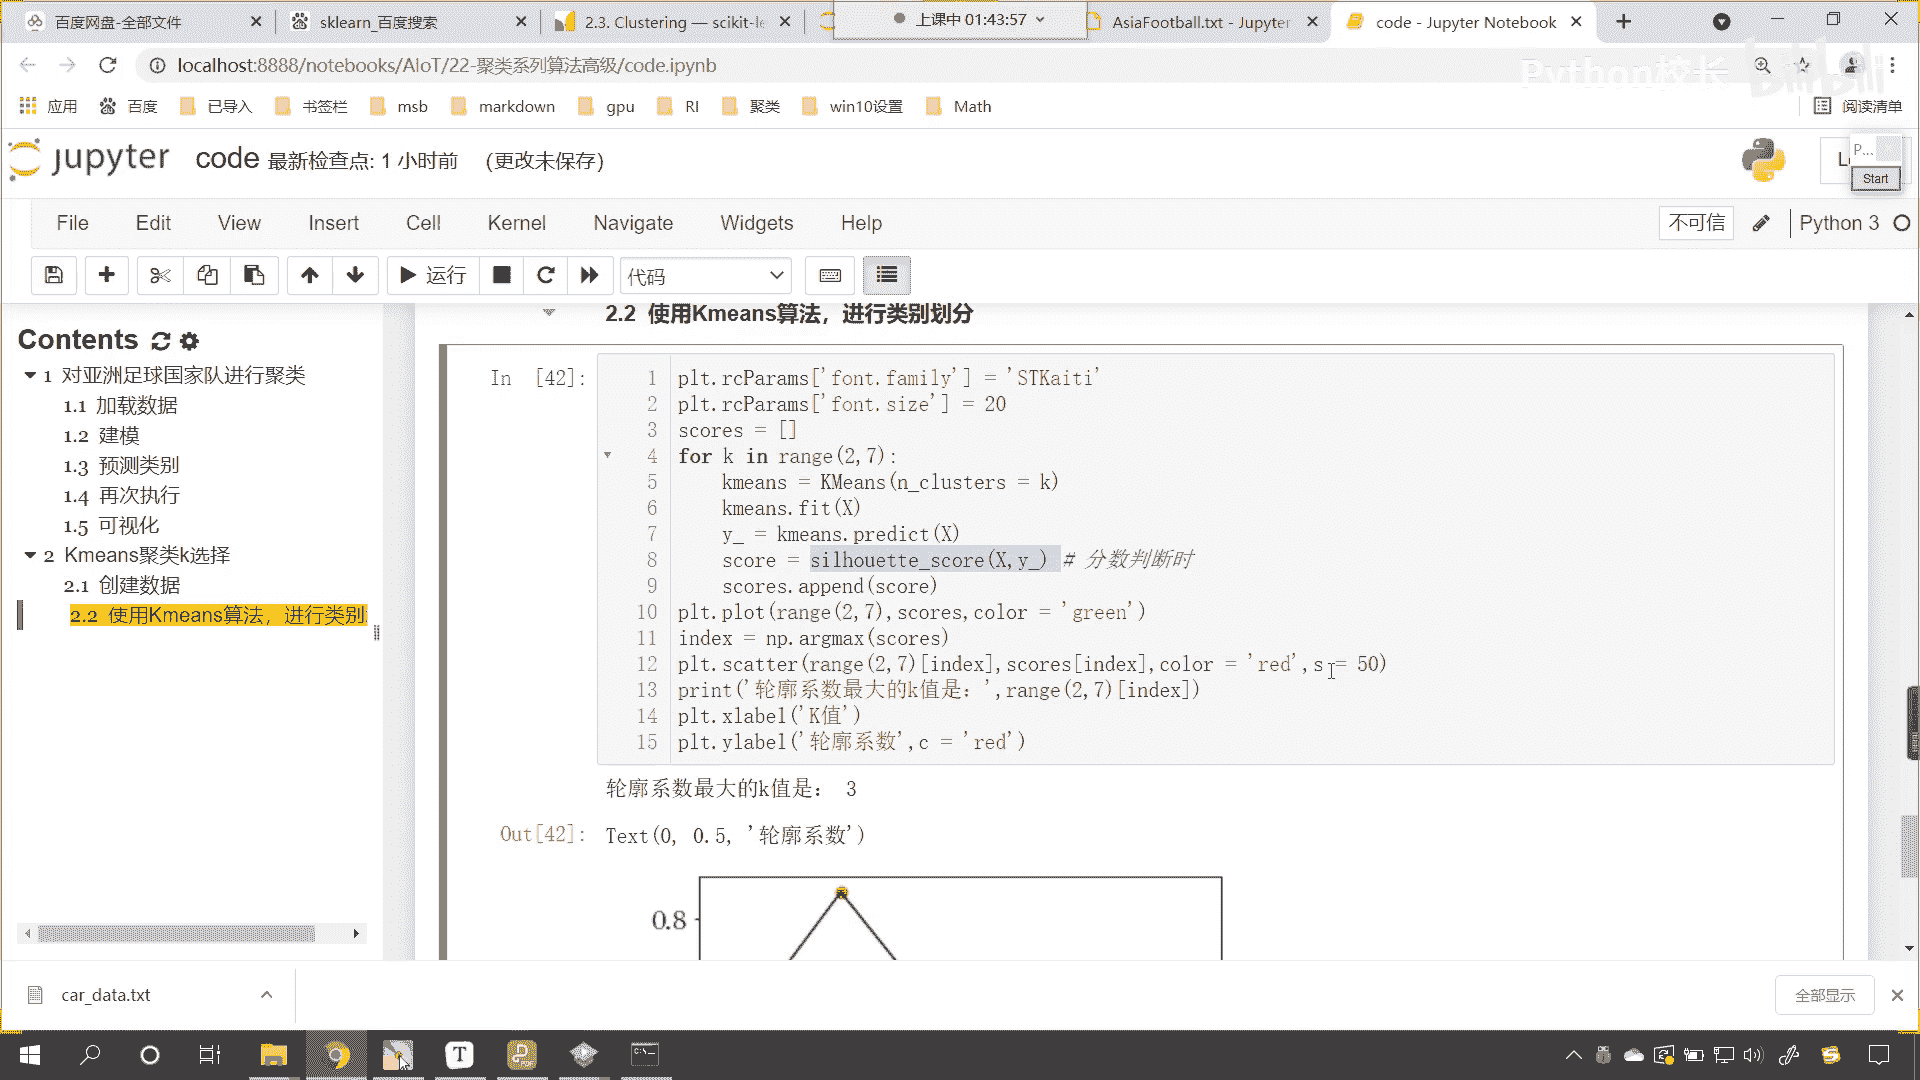 百度网盘-全部文件
sklearn_百度搜索
2.3. Clustering — scikit-le
上课中 01:43:57
AsiaFootball.txt - Jupyter
code - Jupyter Notebook
localhost:8888/notebooks/AIoT/22-聚类系列算法高级/code.ipynb
Python校长
bilibili
应用
百度
已导入
书签栏
msb
markdown
gpu
RI
聚类
win10设置
Math
阅读清单
jupyter
code 最新检查点: 1 小时前 (更改未保存)
P...
Start
File
Edit
View
Insert
Cell
Kernel
Navigate
Widgets
Help
不可信
Python 3
运行
代码
Contents
1 对亚洲足球国家队进行聚类
1.1 加载数据
1.2 建模
1.3 预测类别
1.4 再次执行
1.5 可视化
2 Kmeans聚类k选择
2.1 创建数据
2.2 使用Kmeans算法，进行类别
2.2 使用Kmeans算法，进行类别划分
In [42]:
1 plt.rcParams['font.family'] = 'STKaiti'
2 plt.rcParams['font.size'] = 20
3 scores = []
4 for k in range(2,7):
5 kmeans = KMeans(n_clusters = k)
6 kmeans.fit(X)
7 y_ = kmeans.predict(X)
8 score = silhouette_score(X,y_) # 分数判断时
9 scores.append(score)
10 plt.plot(range(2,7),scores,color = 'green')
11 index = np.argmax(scores)
12 plt.scatter(range(2,7)[index],scores[index],color = 'red',s = 50)
13 print('轮廓系数最大的k值是：',range(2,7)[index])
14 plt.xlabel('K值')
15 plt.ylabel('轮廓系数',c = 'red')
轮廓系数最大的k值是： 3
Out[42]: Text(0, 0.5, '轮廓系数')
0.8
car_data.txt
全部显示